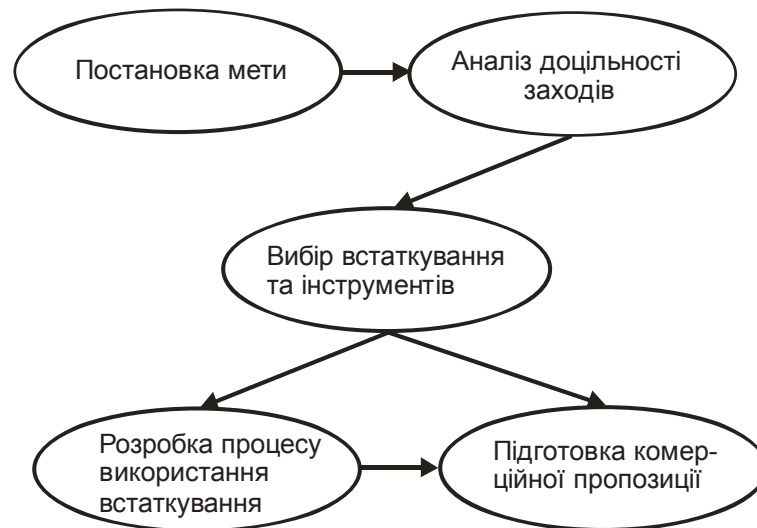 Постановка мети
Аналіз доцільності
заходів
Вибір встаткування
та інструментів
Розробка процесу
використання
встаткування
Підготовка комер-
ційної пропозиції